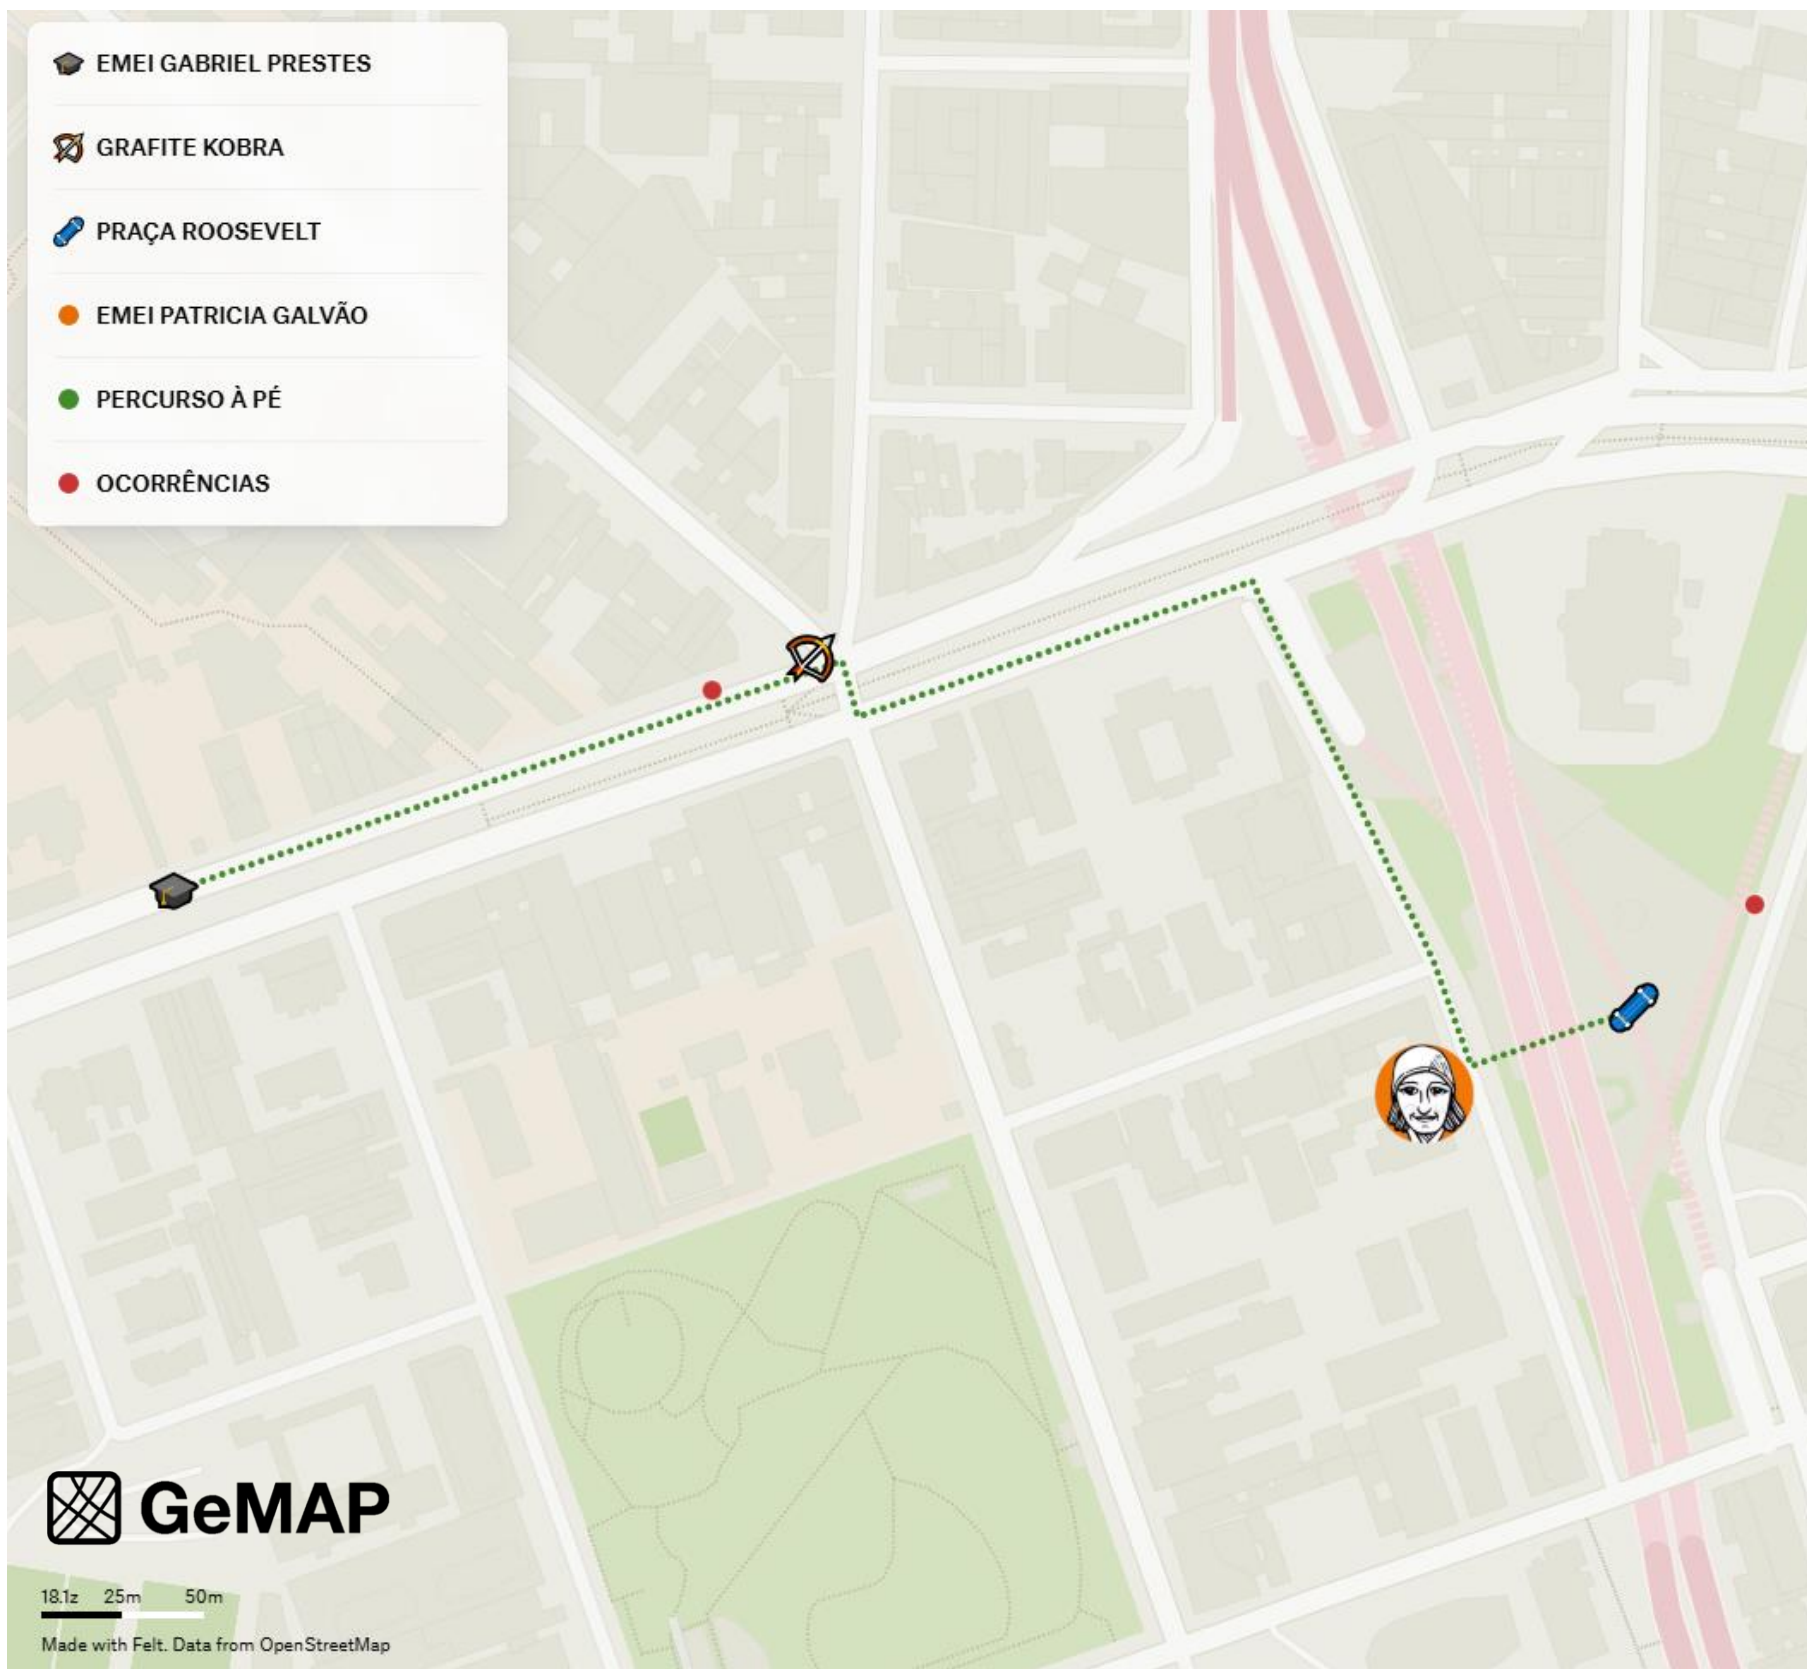 EMEI GABRIEL PRESTES
GRAFITE KOBRA
PRAÇA ROOSEVELT
EMEI PATRICIA GALVÃO
PERCURSO À PÉ
OCORRÊNCIAS
GeMAP
18.1z 25m 50m
Made with Felt. Data from OpenStreetMap